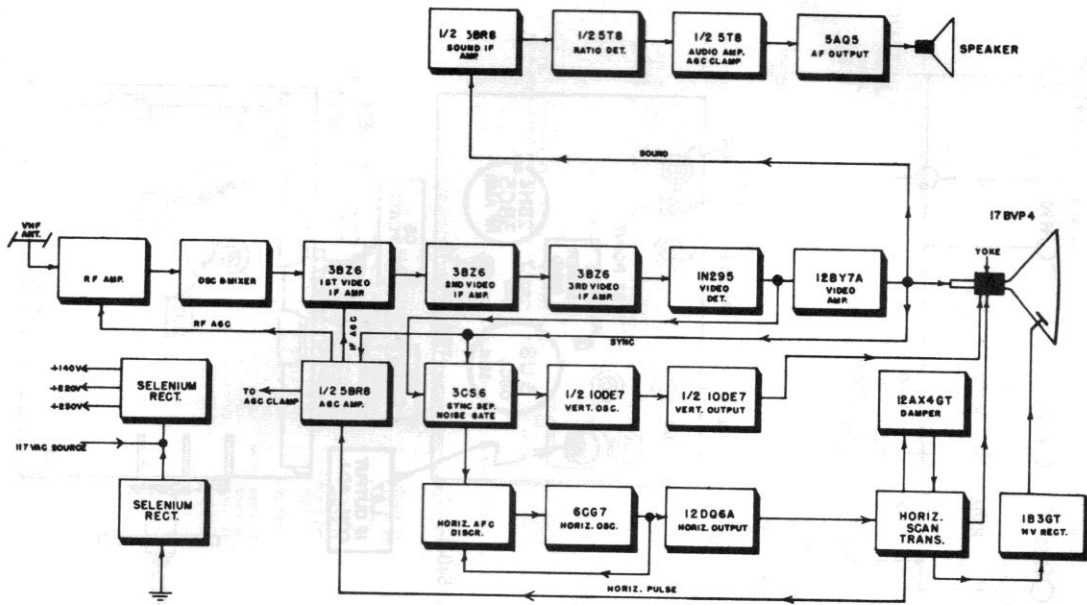 1/2 5BR8
SOUND IF
AMP.
1/2 5T8
RATIO DET.
1/2 5T8
AUDIO AMP.
AGC CLAMP
5AQ5
AF OUTPUT
SPEAKER
SOUND
17BVP4
VHF
ANT.
YOKE
RF AMP.
OSC & MIXER
3BZ6
1ST VIDEO
IF AMP.
3BZ6
2ND VIDEO
IF AMP.
3BZ6
3RD VIDEO
IF AMP.
1N295
VIDEO
DET.
12BY7A
VIDEO
AMP.
RF AGC
IF AGC
SYNC
+140V
+220V
+250V
SELENIUM
RECT.
TO
AGC CLAMP
1/2 5BR8
AGC AMP.
3CS6
SYNC SEP.
NOISE GATE
1/2 10DE7
VERT. OSC.
1/2 10DE7
VERT. OUTPUT
12AX4GT
DAMPER
117 VAC SOURCE
SELENIUM
RECT.
HORIZ. AFC
DISCR.
6CG7
HORIZ. OSC.
12DQ6A
HORIZ. OUTPUT
HORIZ.
SCAN
TRANS.
1B3GT
HV RECT.
HORIZ. PULSE